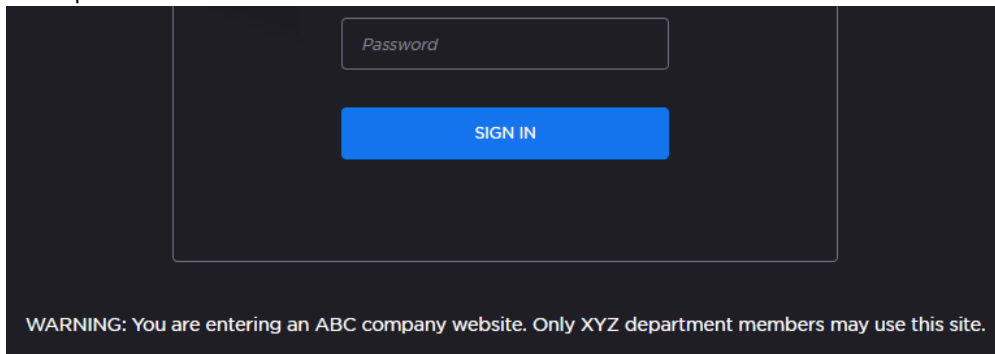 Password
SIGN IN
WARNING: You are entering an ABC company website. Only XYZ department members may use this site.